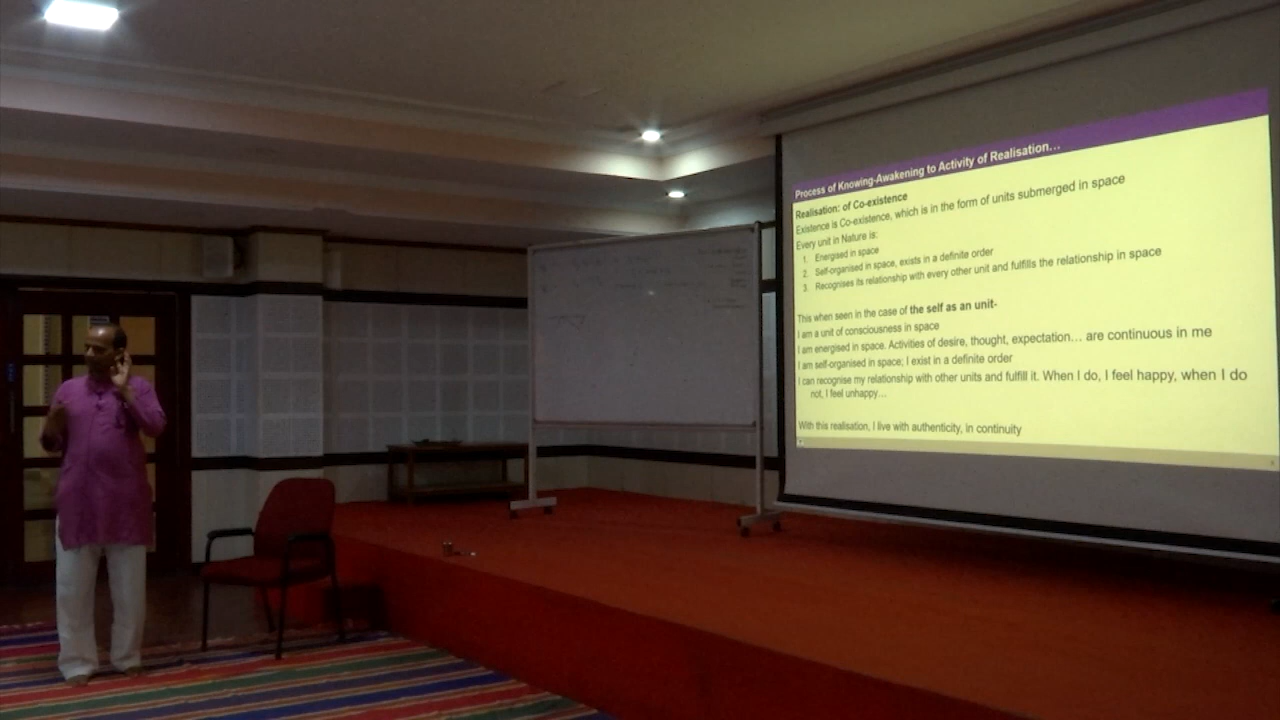 Process of Knowing-Awakening to Activity of Realisation...
Realisation: of Co-existence
Existence is Co-existence, which is in the form of units submerged in space
Every unit in Nature is:
1. Energised in space
2. Self-organised in space, exists in a definite order
3. Recognises its relationship with every other unit and fulfills the relationship in space
This when seen in the case of the self as an unit-
I am a unit of consciousness in space
I am energised in space. Activities of desire, thought, expectation... are continuous in me
I am self-organised in space; I exist in a definite order
I can recognise my relationship with other units and fulfill it. When I do, I feel happy, when I do
not, I feel unhappy...
With this realisation, I live with authenticity, in continuity